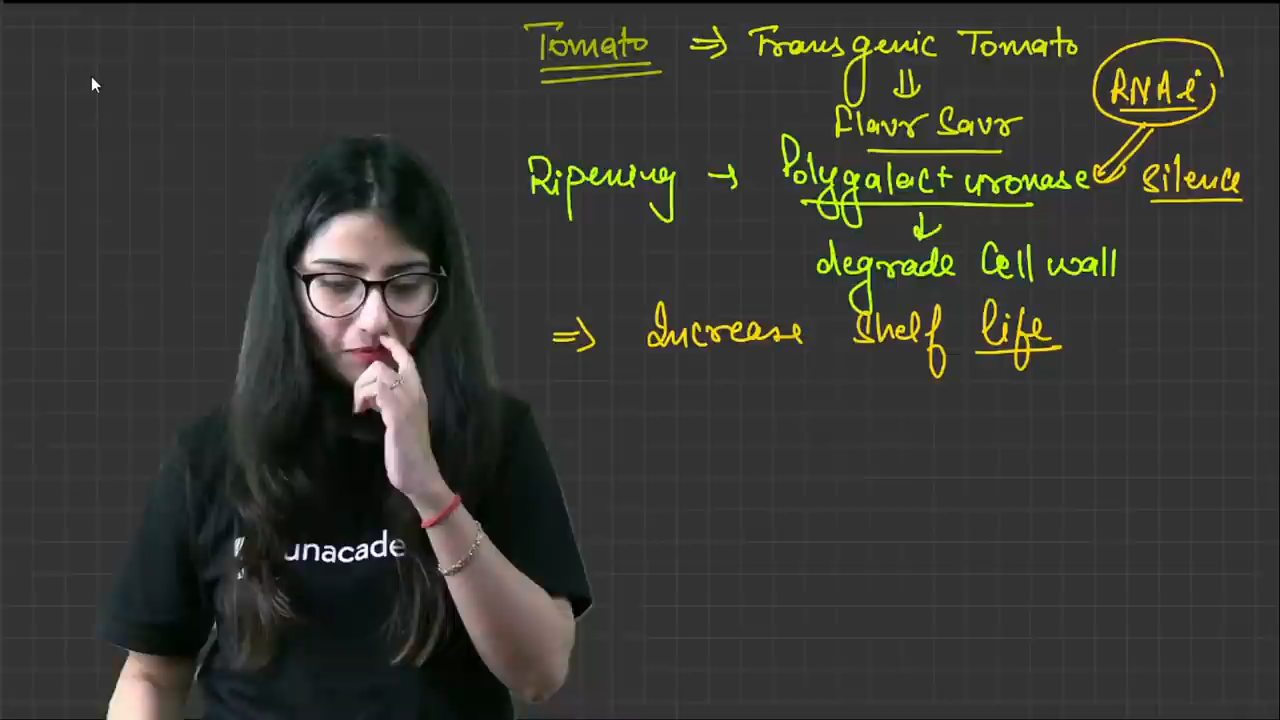 Tomato ⇒ Transgenic Tomato
⇓
RNAi
Flavr Savr
Ripening → Polygalacturonase Silence
↓
degrade Cell wall
⇒ Increase Shelf life
unacade